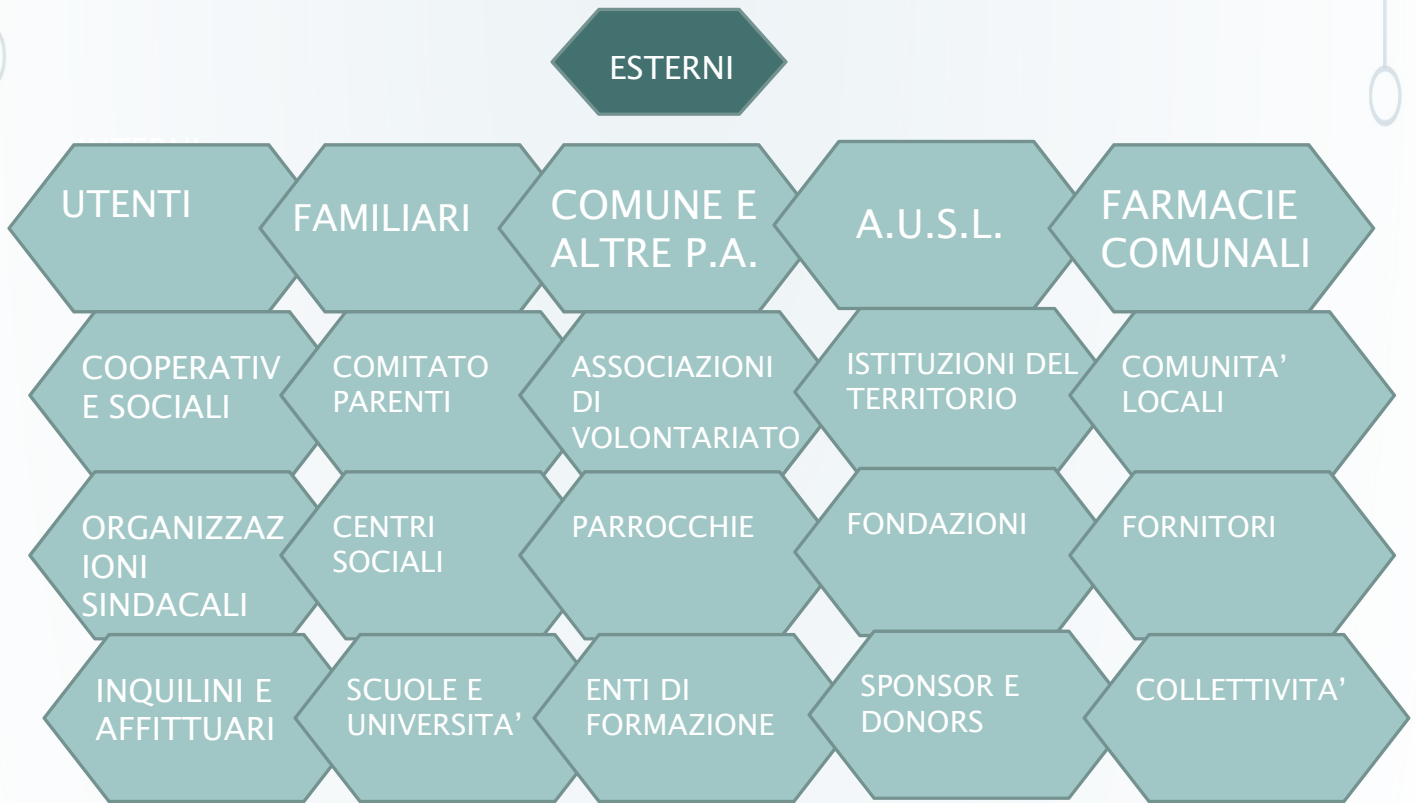 ESTERNI
UTENTI
FAMILIARI
COMUNE E
ALTRE P.A.
A.U.S.L.
FARMACIE
COMUNALI
COOPERATIV
E SOCIALI
COMITATO
PARENTI
ASSOCIAZIONI
DI
VOLONTARIATO
ISTITUZIONI DEL
TERRITORIO
COMUNITA’
LOCALI
ORGANIZZAZ
IONI
SINDACALI
CENTRI
SOCIALI
PARROCCHIE
FONDAZIONI
FORNITORI
INQUILINI E
AFFITTUARI
SCUOLE E
UNIVERSITA’
ENTI DI
FORMAZIONE
SPONSOR E
DONORS
COLLETTIVITA’